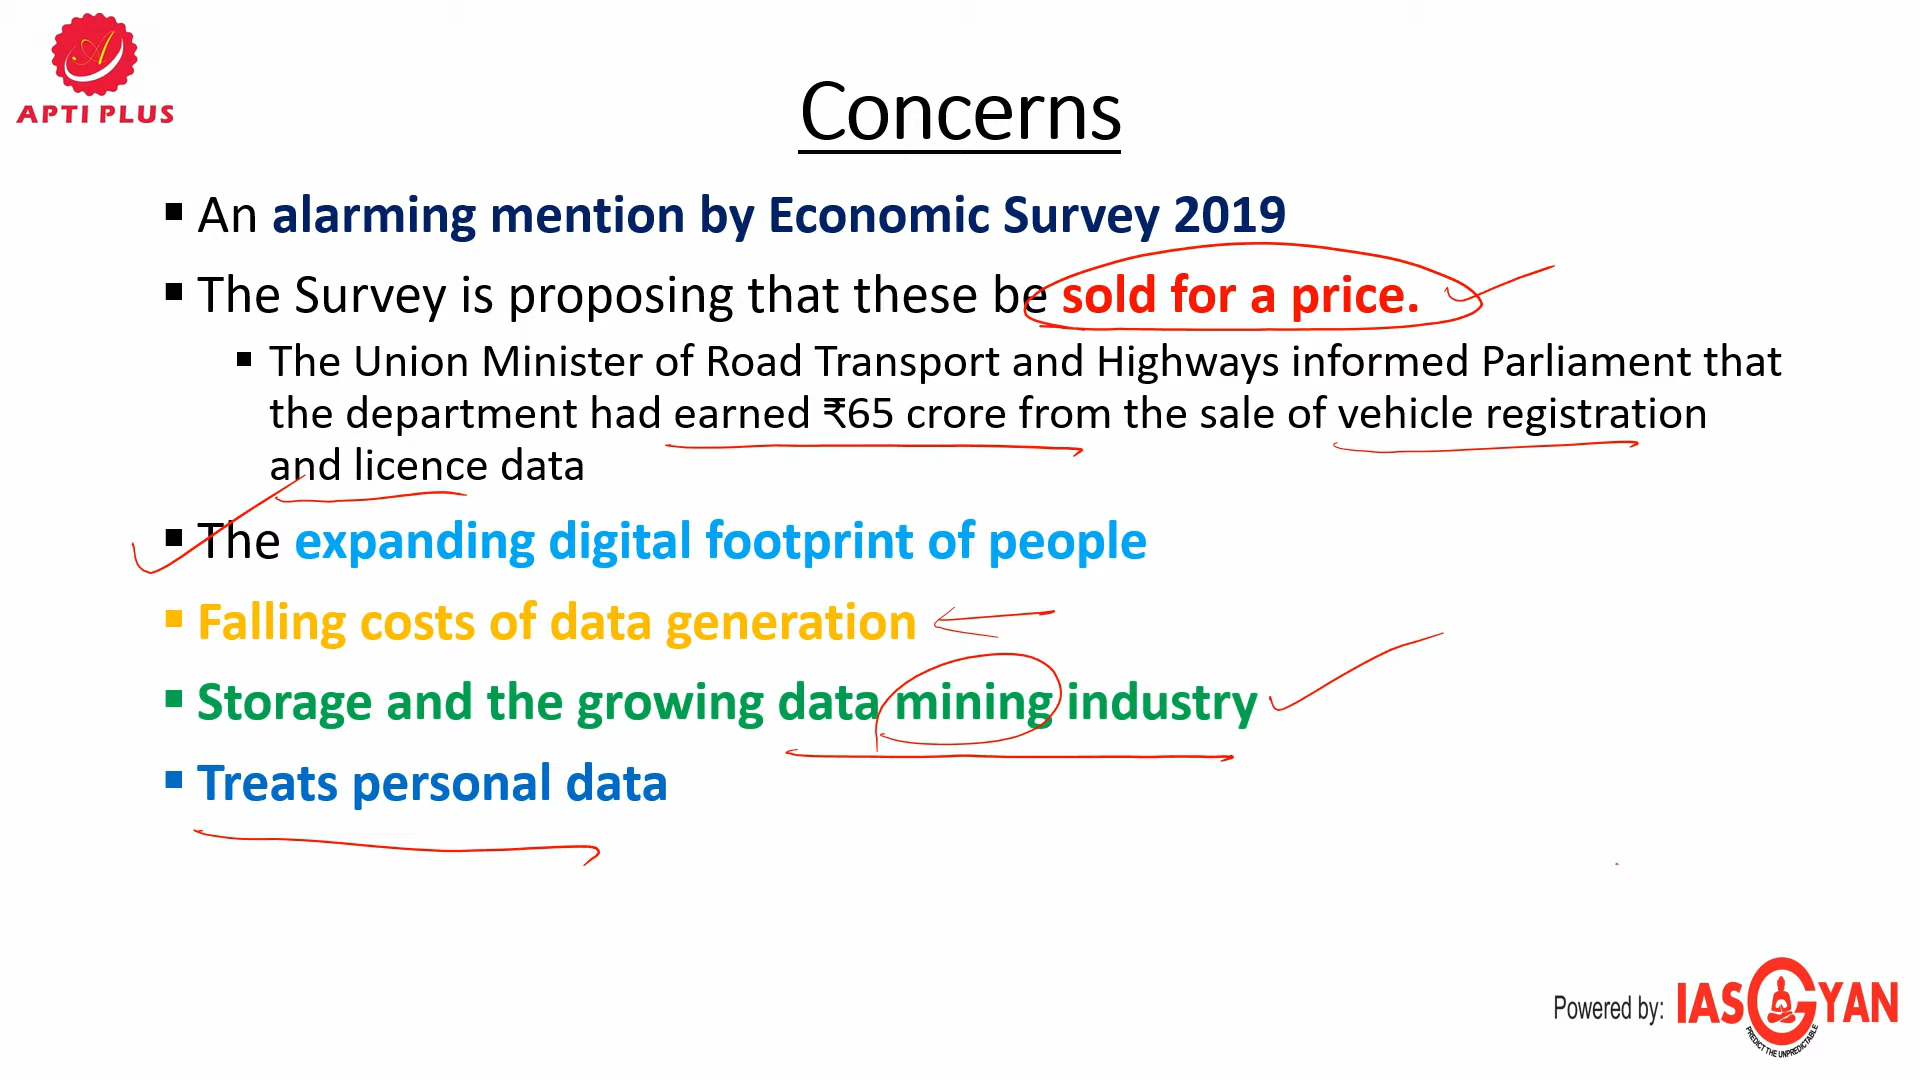 APTI PLUS
Concerns
▪ An alarming mention by Economic Survey 2019
▪ The Survey is proposing that these be sold for a price.
▪ The Union Minister of Road Transport and Highways informed Parliament that
the department had earned ₹65 crore from the sale of vehicle registration
and licence data
▪ The expanding digital footprint of people
▪ Falling costs of data generation
▪ Storage and the growing data mining industry
▪ Treats personal data
Powered by: IASGYAN
PREDICT THE UNPREDICTABLE